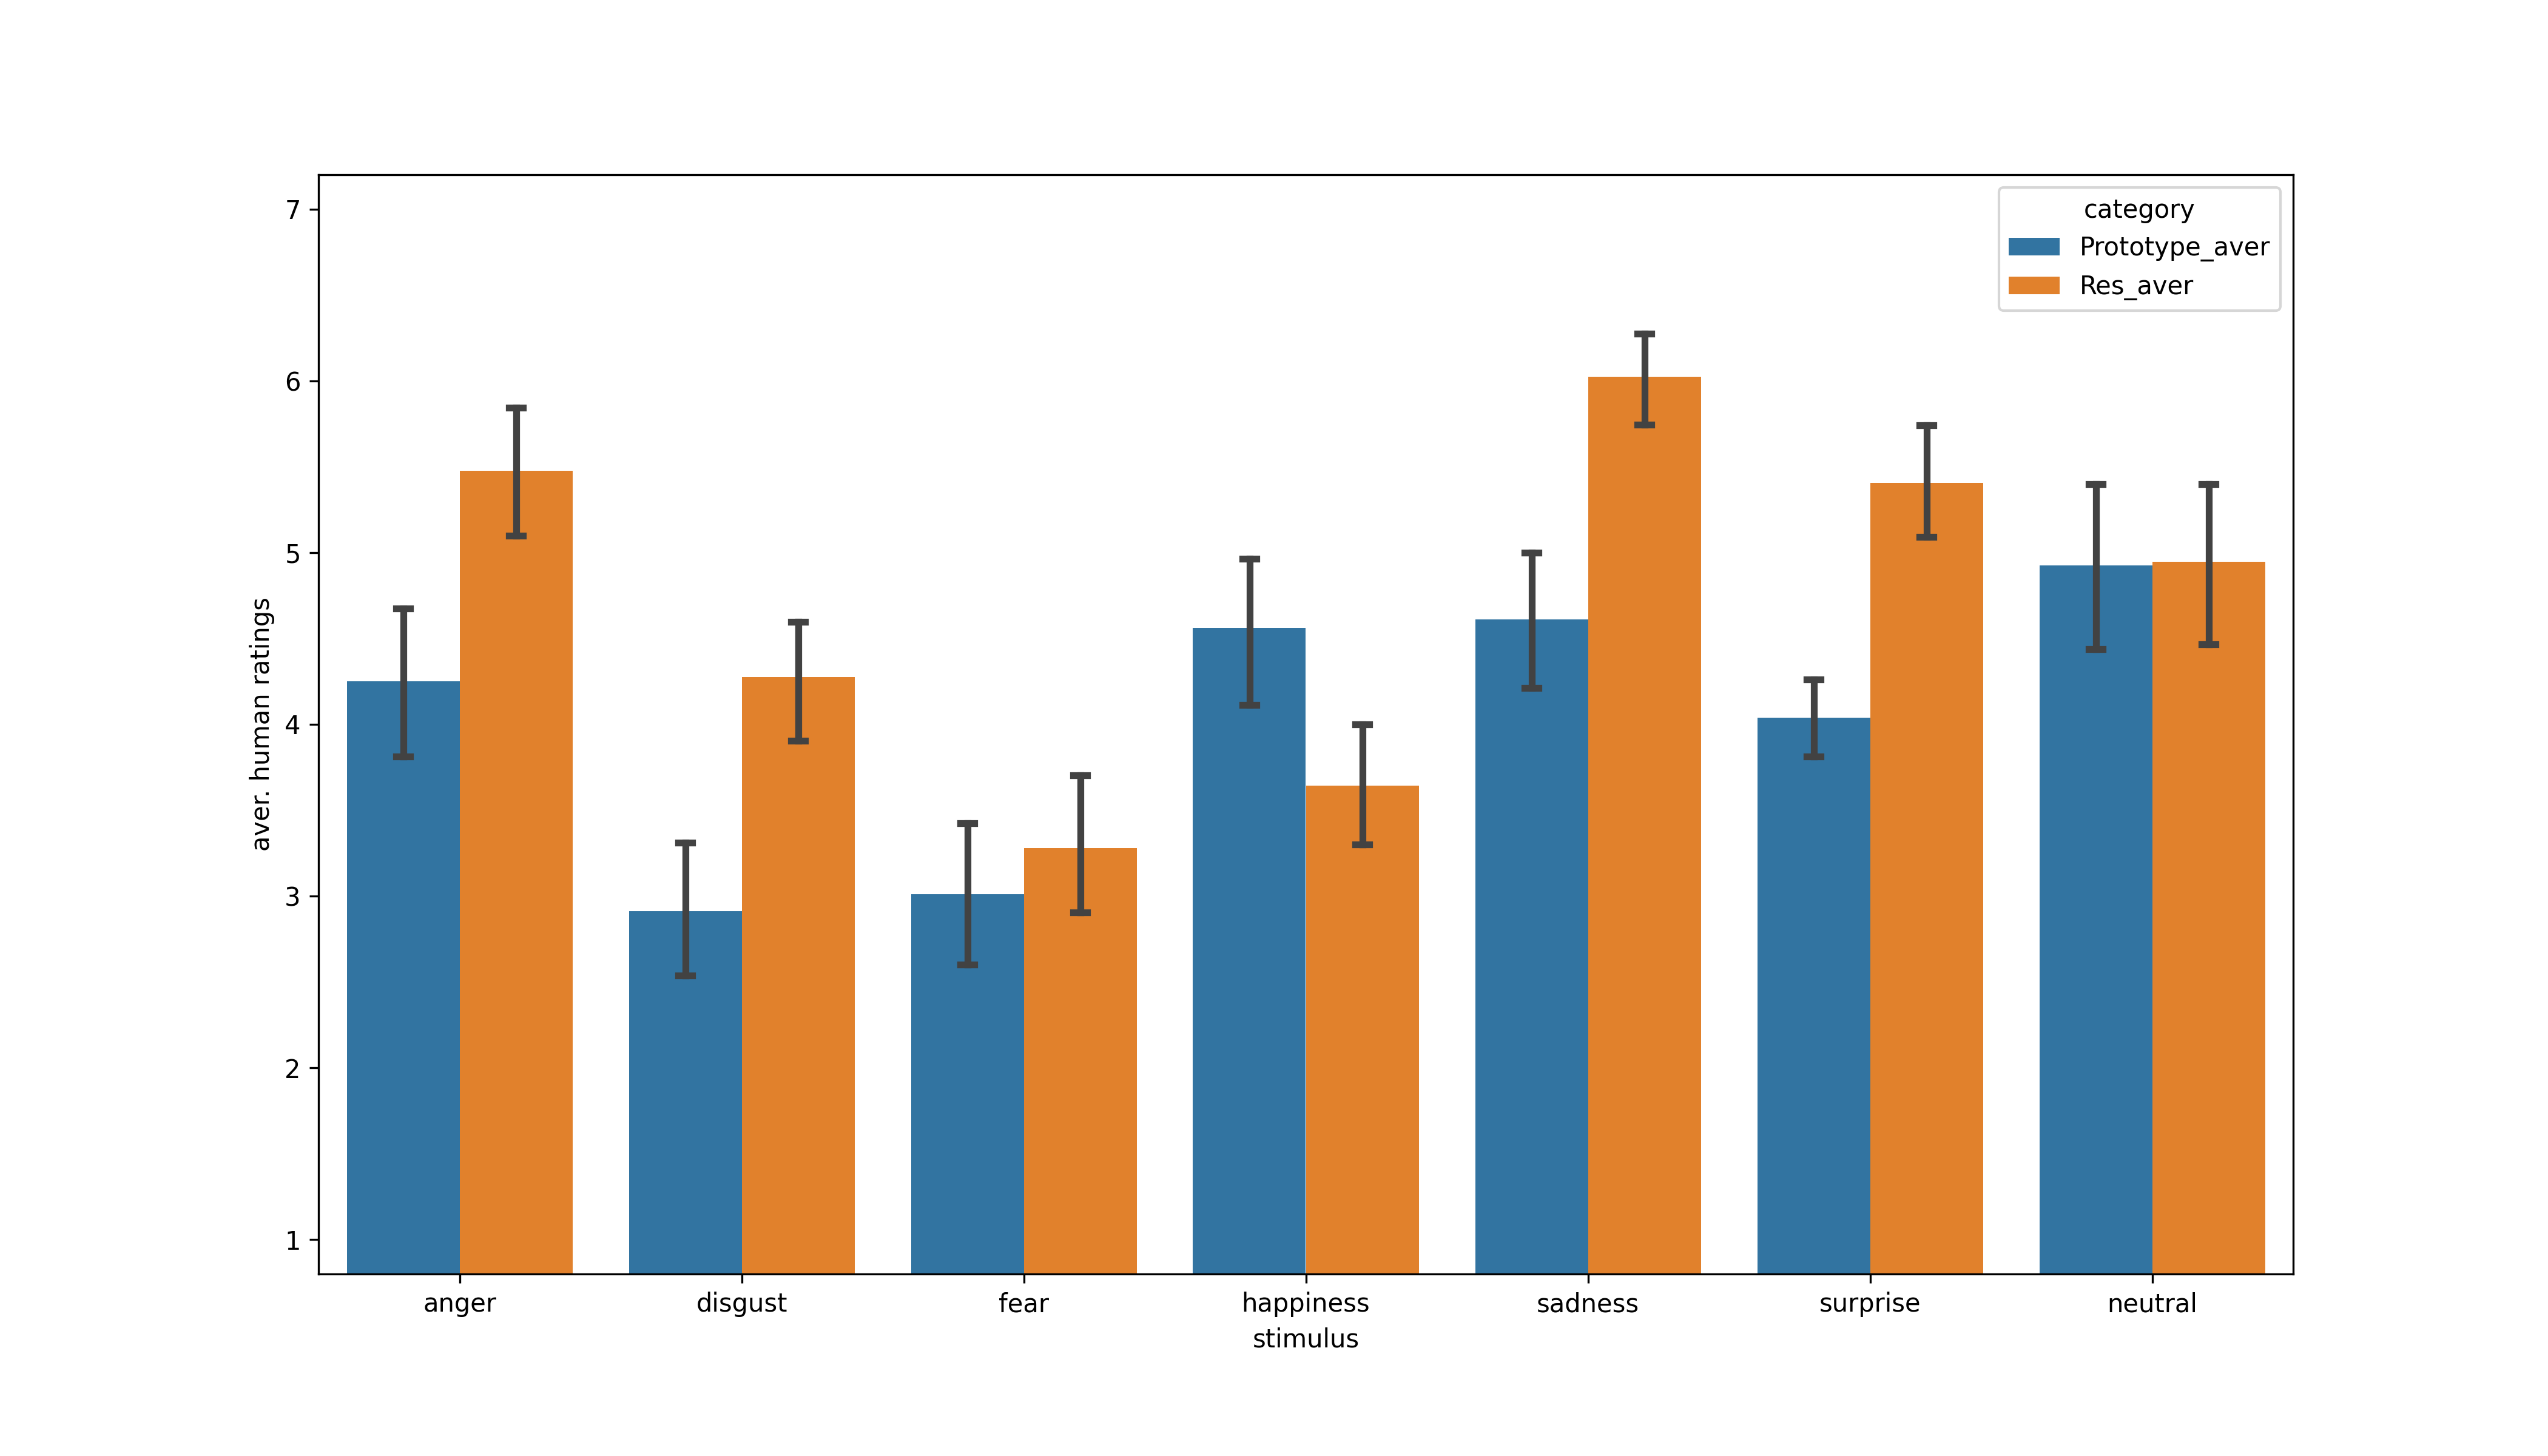 category
Prototype_aver
Res_aver
7
6
5
4
3
2
1
aver. human ratings
anger disgust fear happiness sadness surprise neutral
stimulus